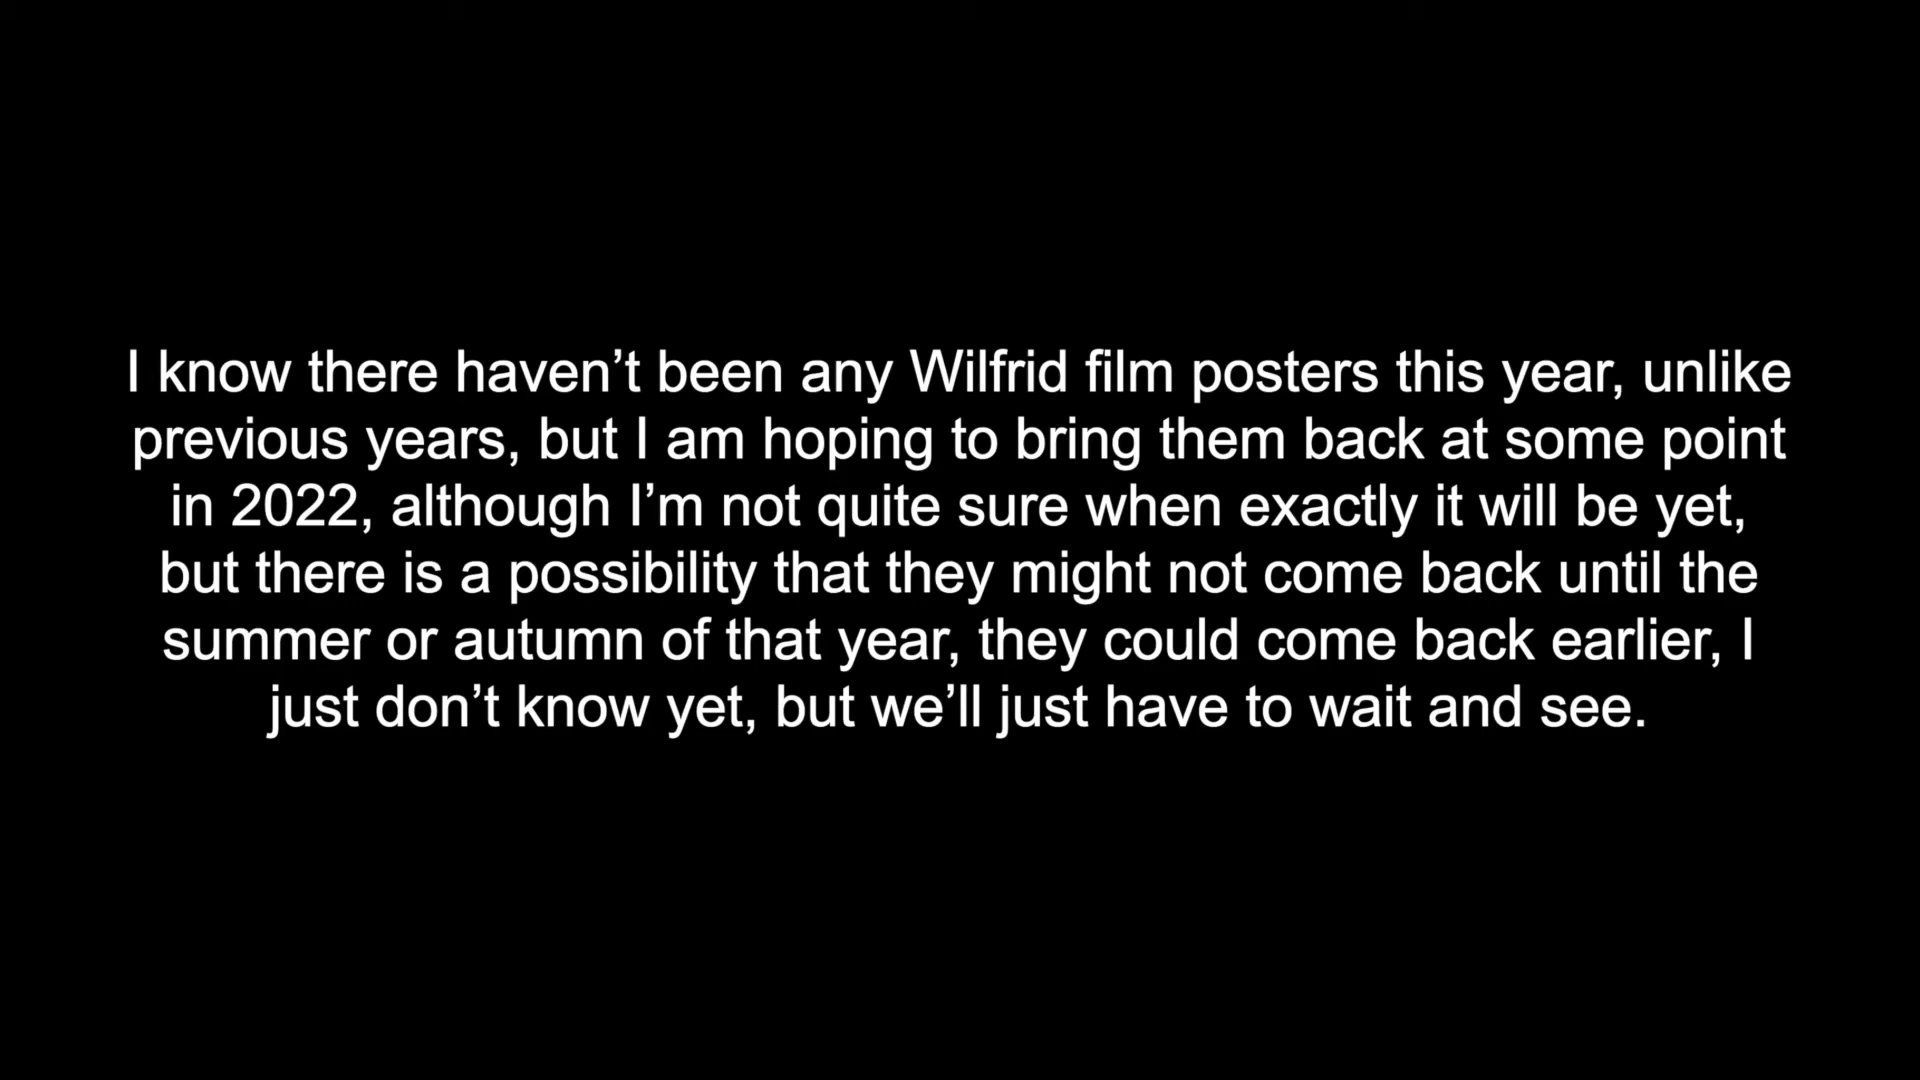 I know there haven’t been any Wilfrid film posters this year, unlike
previous years, but I am hoping to bring them back at some point
in 2022, although I’m not quite sure when exactly it will be yet,
but there is a possibility that they might not come back until the
summer or autumn of that year, they could come back earlier, I
just don’t know yet, but we’ll just have to wait and see.